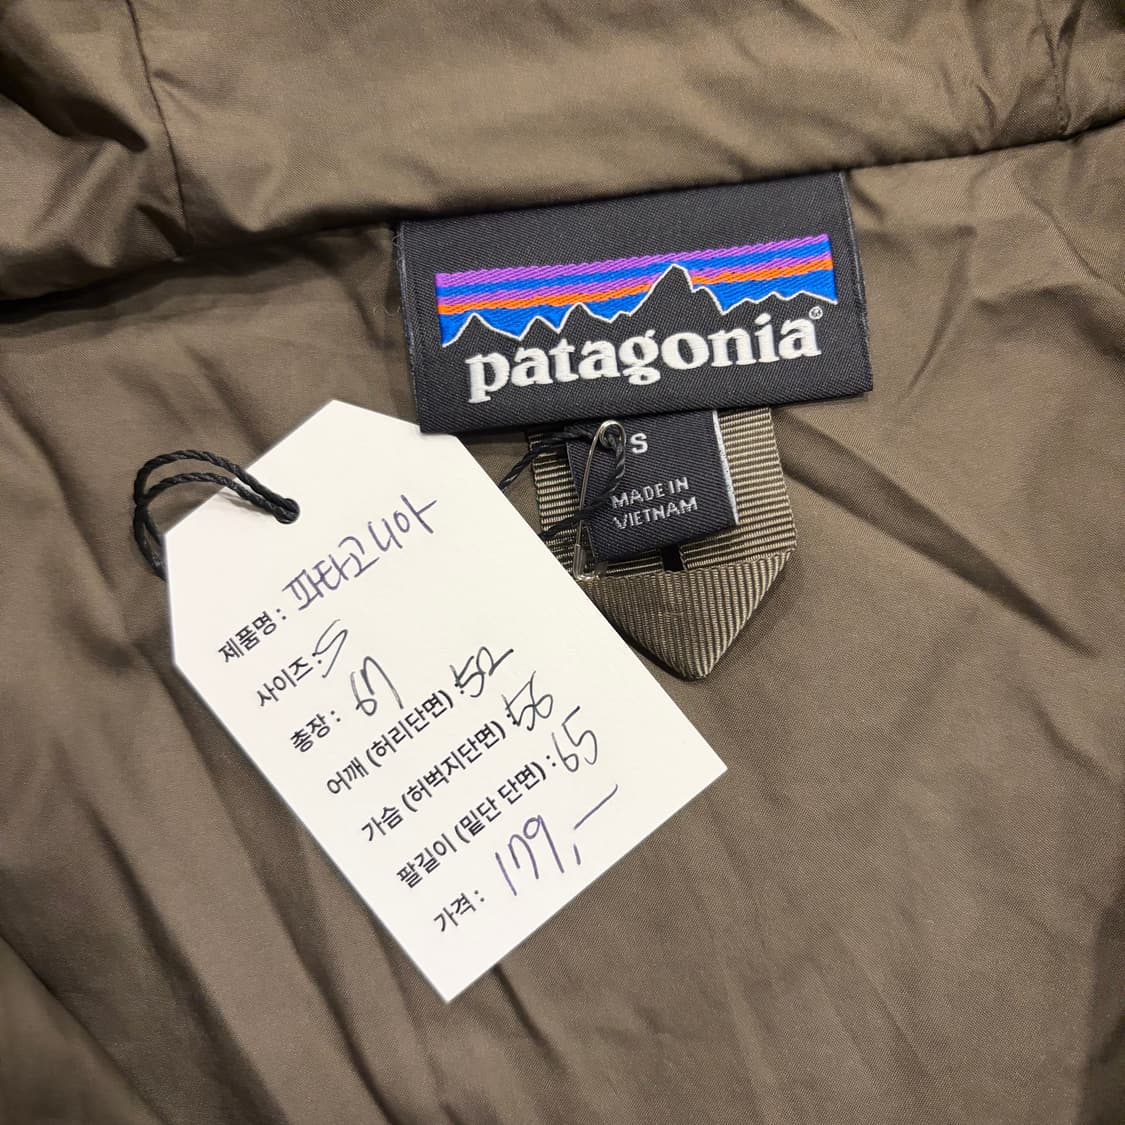 patagonia®
S
MADE IN
VIETNAM
제품명 : 파타고니아
사이즈 : S
총장 : 67
어깨 (허리단면) : 52
가슴 (허벅지단면) : 56
팔길이 (밑단 단면) : 65
가격 : 179,—